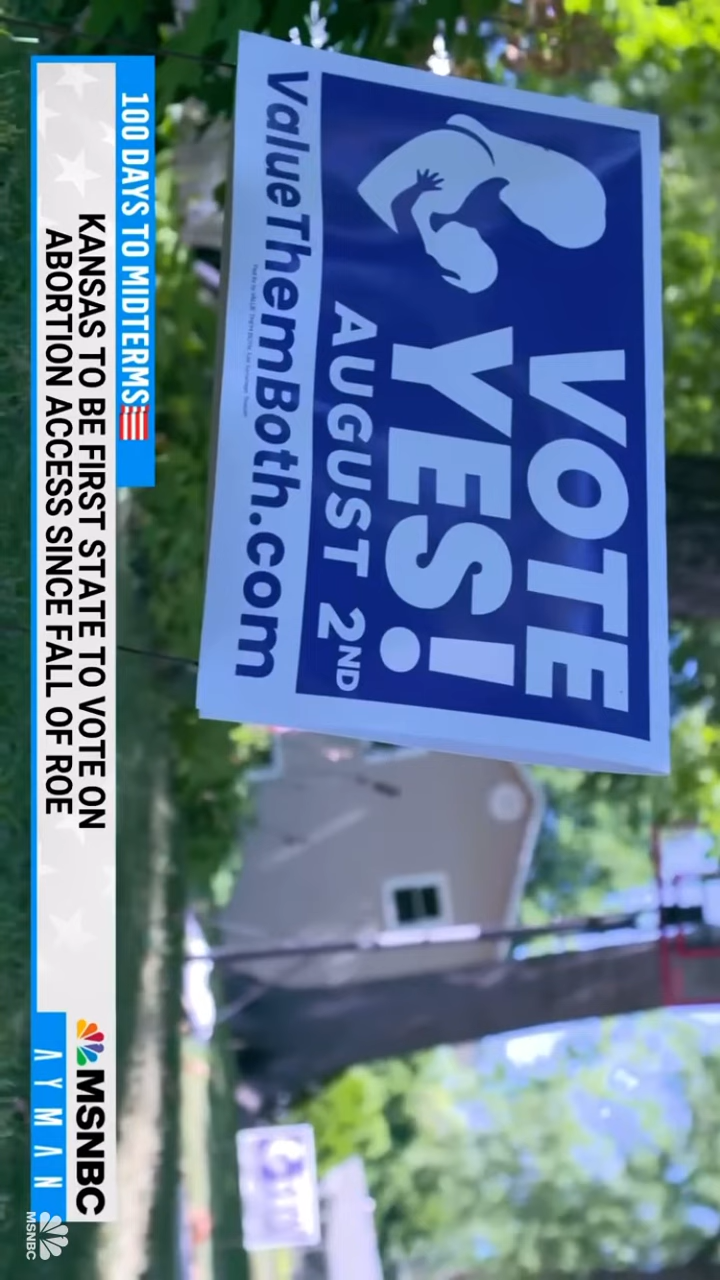 VOTE
YES!
AUGUST 2ND
ValueThemBoth.com
100 DAYS TO MIDTERMS
KANSAS TO BE FIRST STATE TO VOTE ON
ABORTION ACCESS SINCE FALL OF ROE
MSNBC
AYMAN
MSNBC